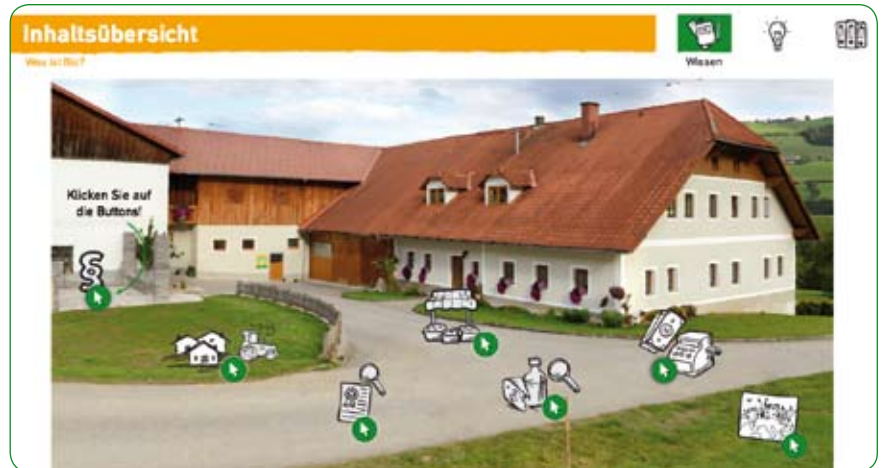 Inhaltsübersicht
Was ist Bio?
Wissen
Klicken Sie auf
die Buttons!
§